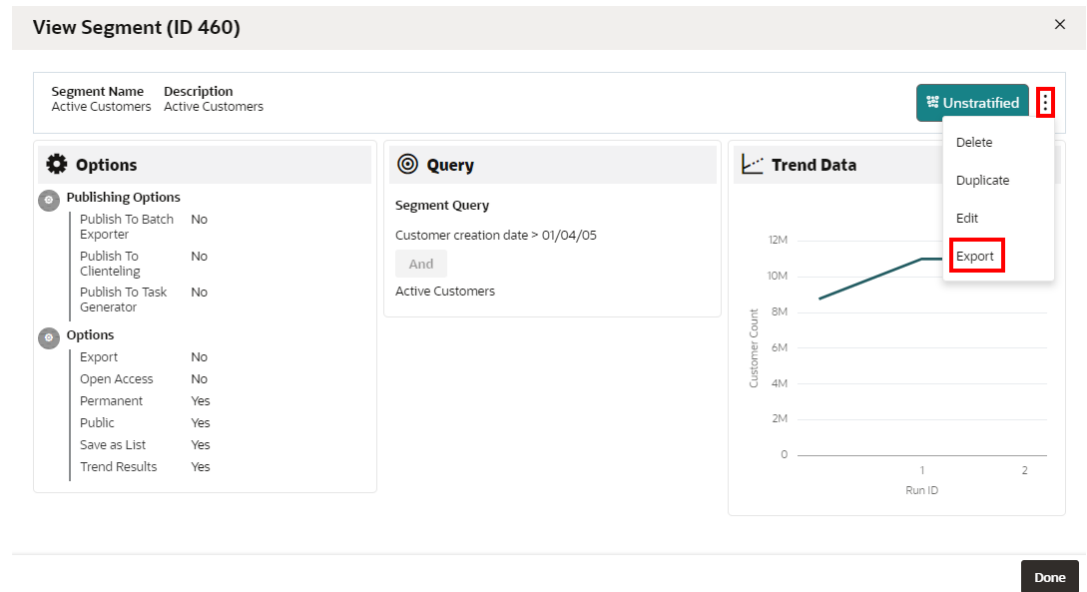 View Segment (ID 460)
×
Segment Name Description
Active Customers Active Customers
Unstratified
Delete
Duplicate
Edit
Export
Options
Publishing Options
Publish To Batch No
Exporter
Publish To No
Clienteling
Publish To Task No
Generator
Options
Export No
Open Access No
Permanent Yes
Public Yes
Save as List Yes
Trend Results Yes
Query
Segment Query
Customer creation date > 01/04/05
And
Active Customers
Trend Data
12M
10M
8M
6M
4M
2M
0
Customer Count
1 2
Run ID
Done